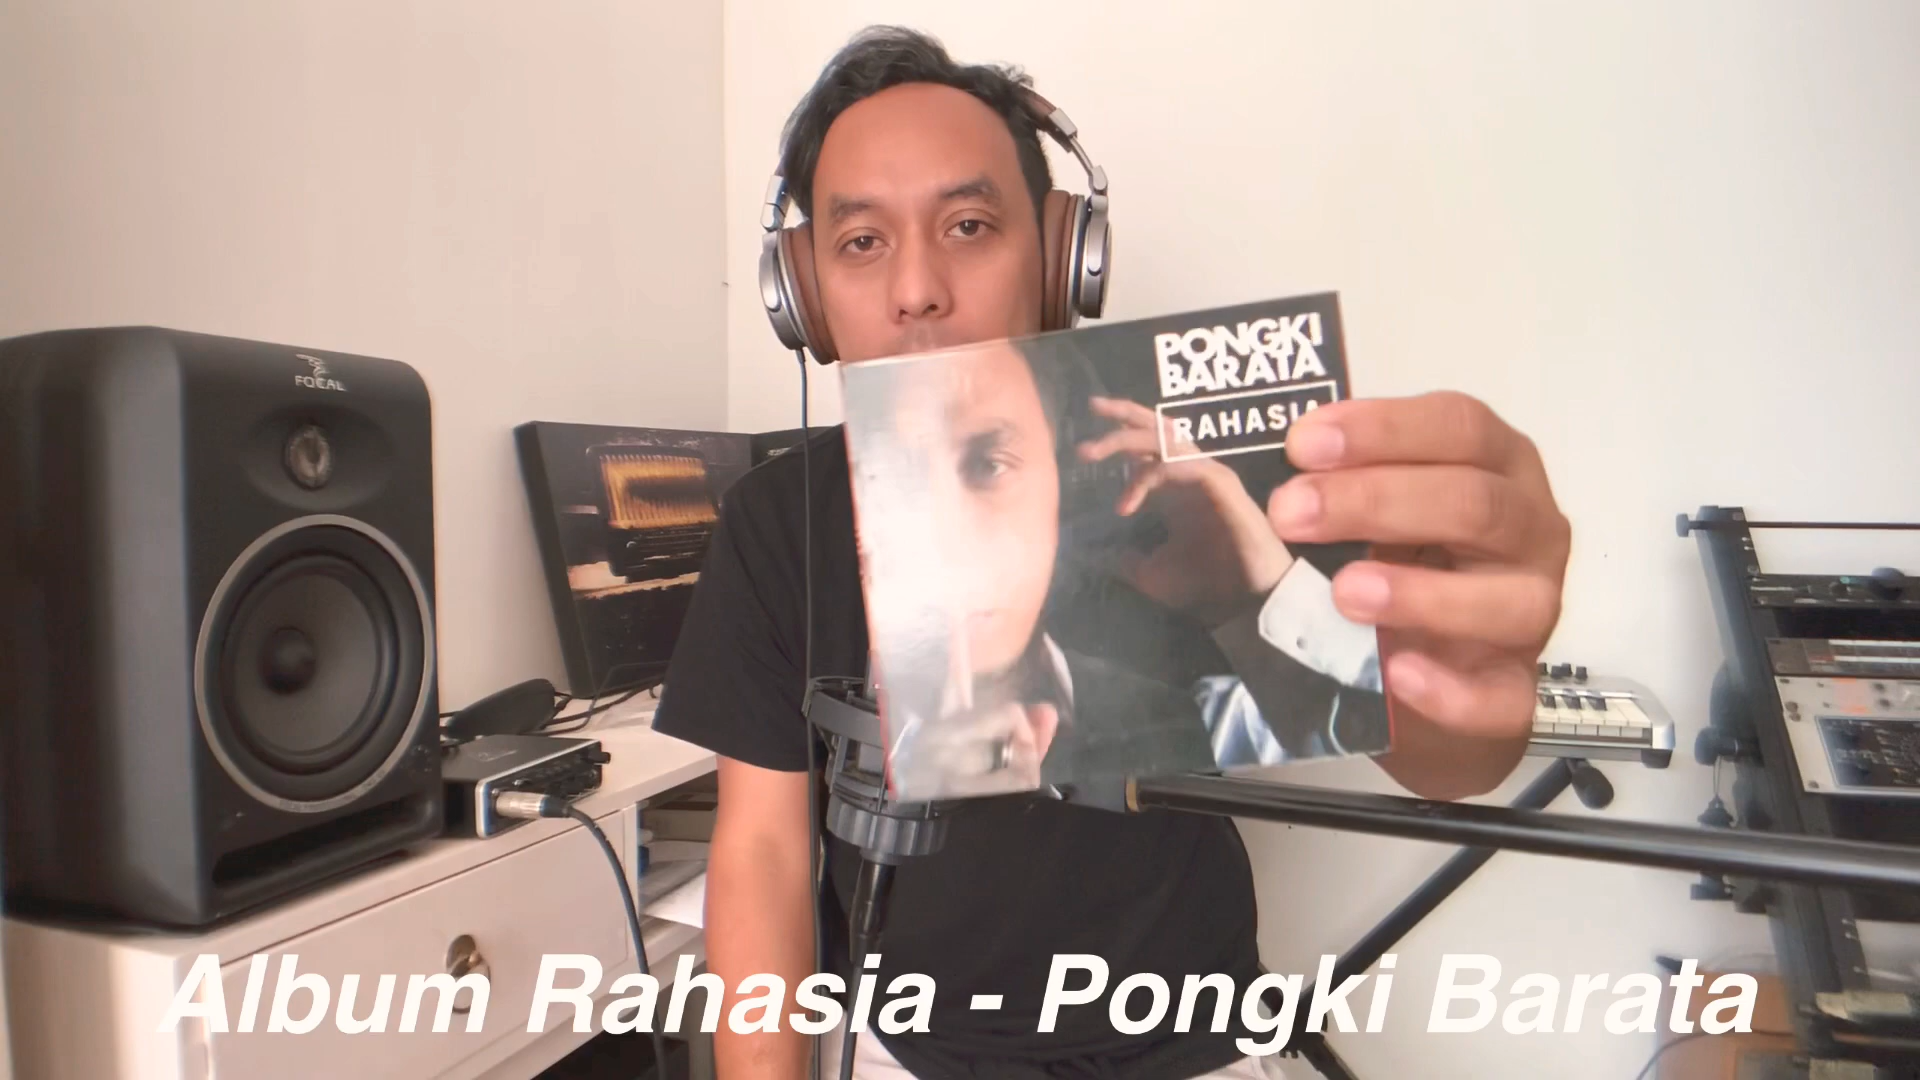 FOCAL
PONGKI
BARATA
RAHASIA
Album Rahasia - Pongki Barata